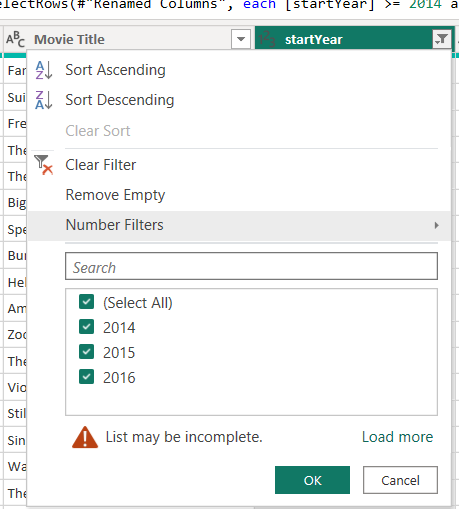 electRows(#"Renamed Columns", each [startYear] >= 2014 a
ABC Movie Title startYear
Far
Sui
Fre
The
The
Big
Spe
Bur
Hel
Am
Zoo
The
Vio
Still
Sin
Wa
The
A Z Sort Ascending
Z A Sort Descending
Clear Sort
Clear Filter
Remove Empty
Number Filters
Search
(Select All)
2014
2015
2016
List may be incomplete. Load more
OK Cancel